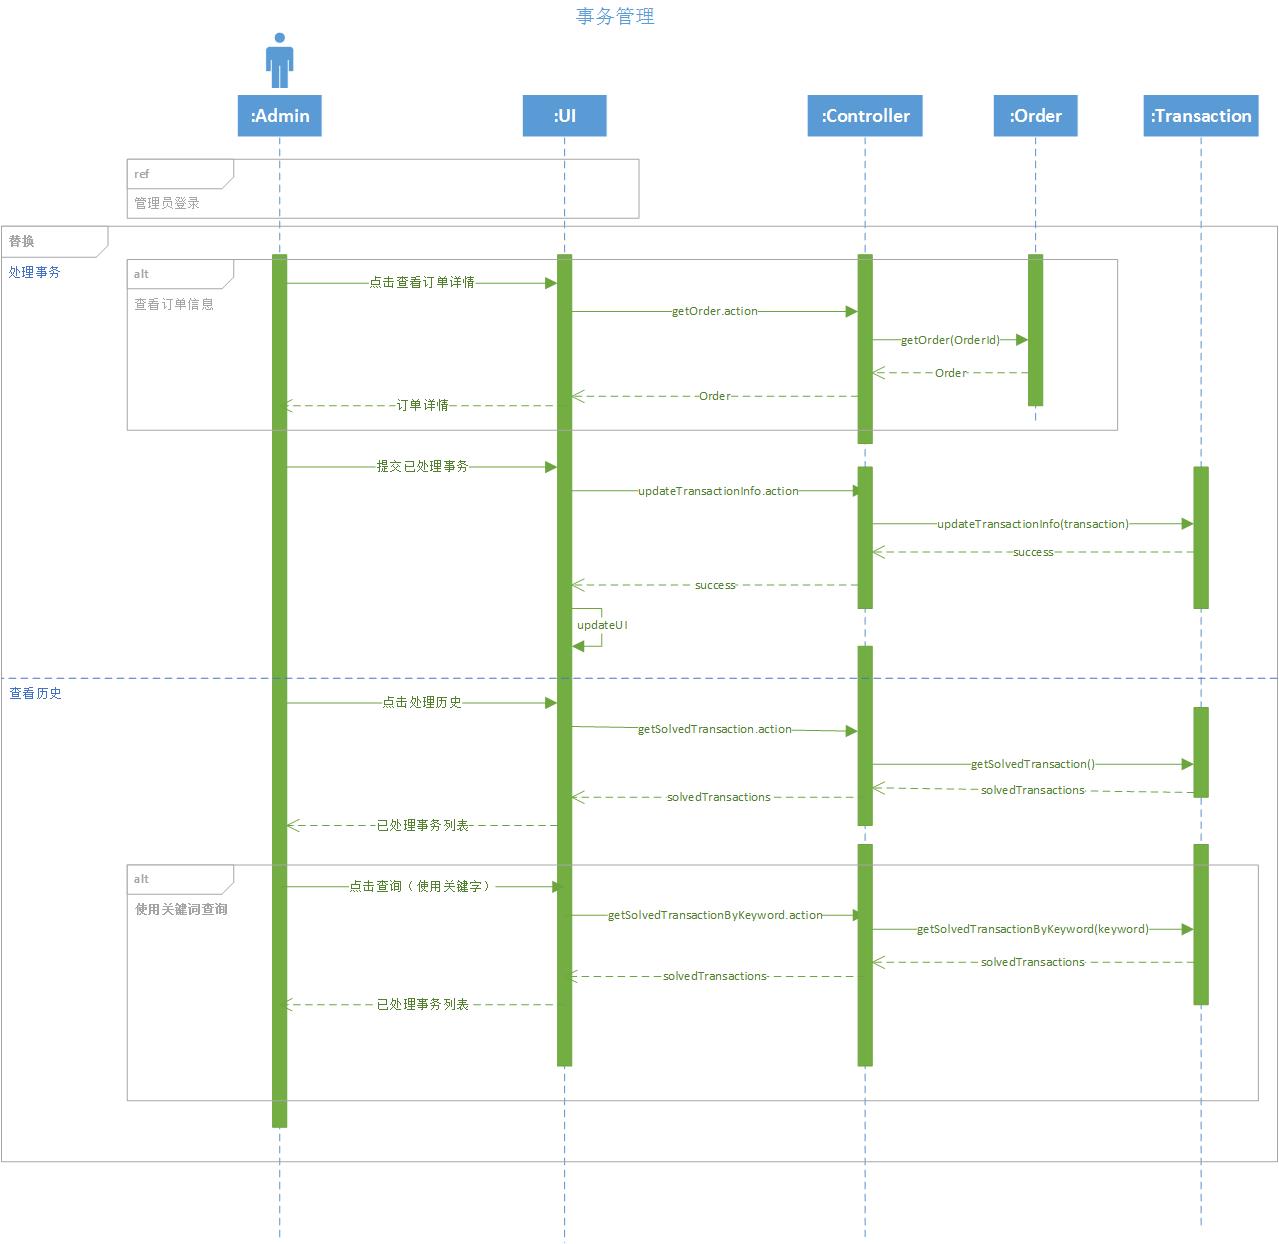 事务管理
:Admin
:UI
:Controller
:Order
:Transaction
ref
管理员登录
替换
处理事务
alt
查看订单信息
点击查看订单详情
getOrder.action
getOrder(OrderId)
Order
Order
订单详情
提交已处理事务
updateTransactionInfo.action
updateTransactionInfo(transaction)
success
success
updateUI
查看历史
点击处理历史
getSolvedTransaction.action
getSolvedTransaction()
solvedTransactions
solvedTransactions
已处理事务列表
alt
使用关键词查询
点击查询（使用关键字）
getSolvedTransactionByKeyword.action
getSolvedTransactionByKeyword(keyword)
solvedTransactions
solvedTransactions
已处理事务列表